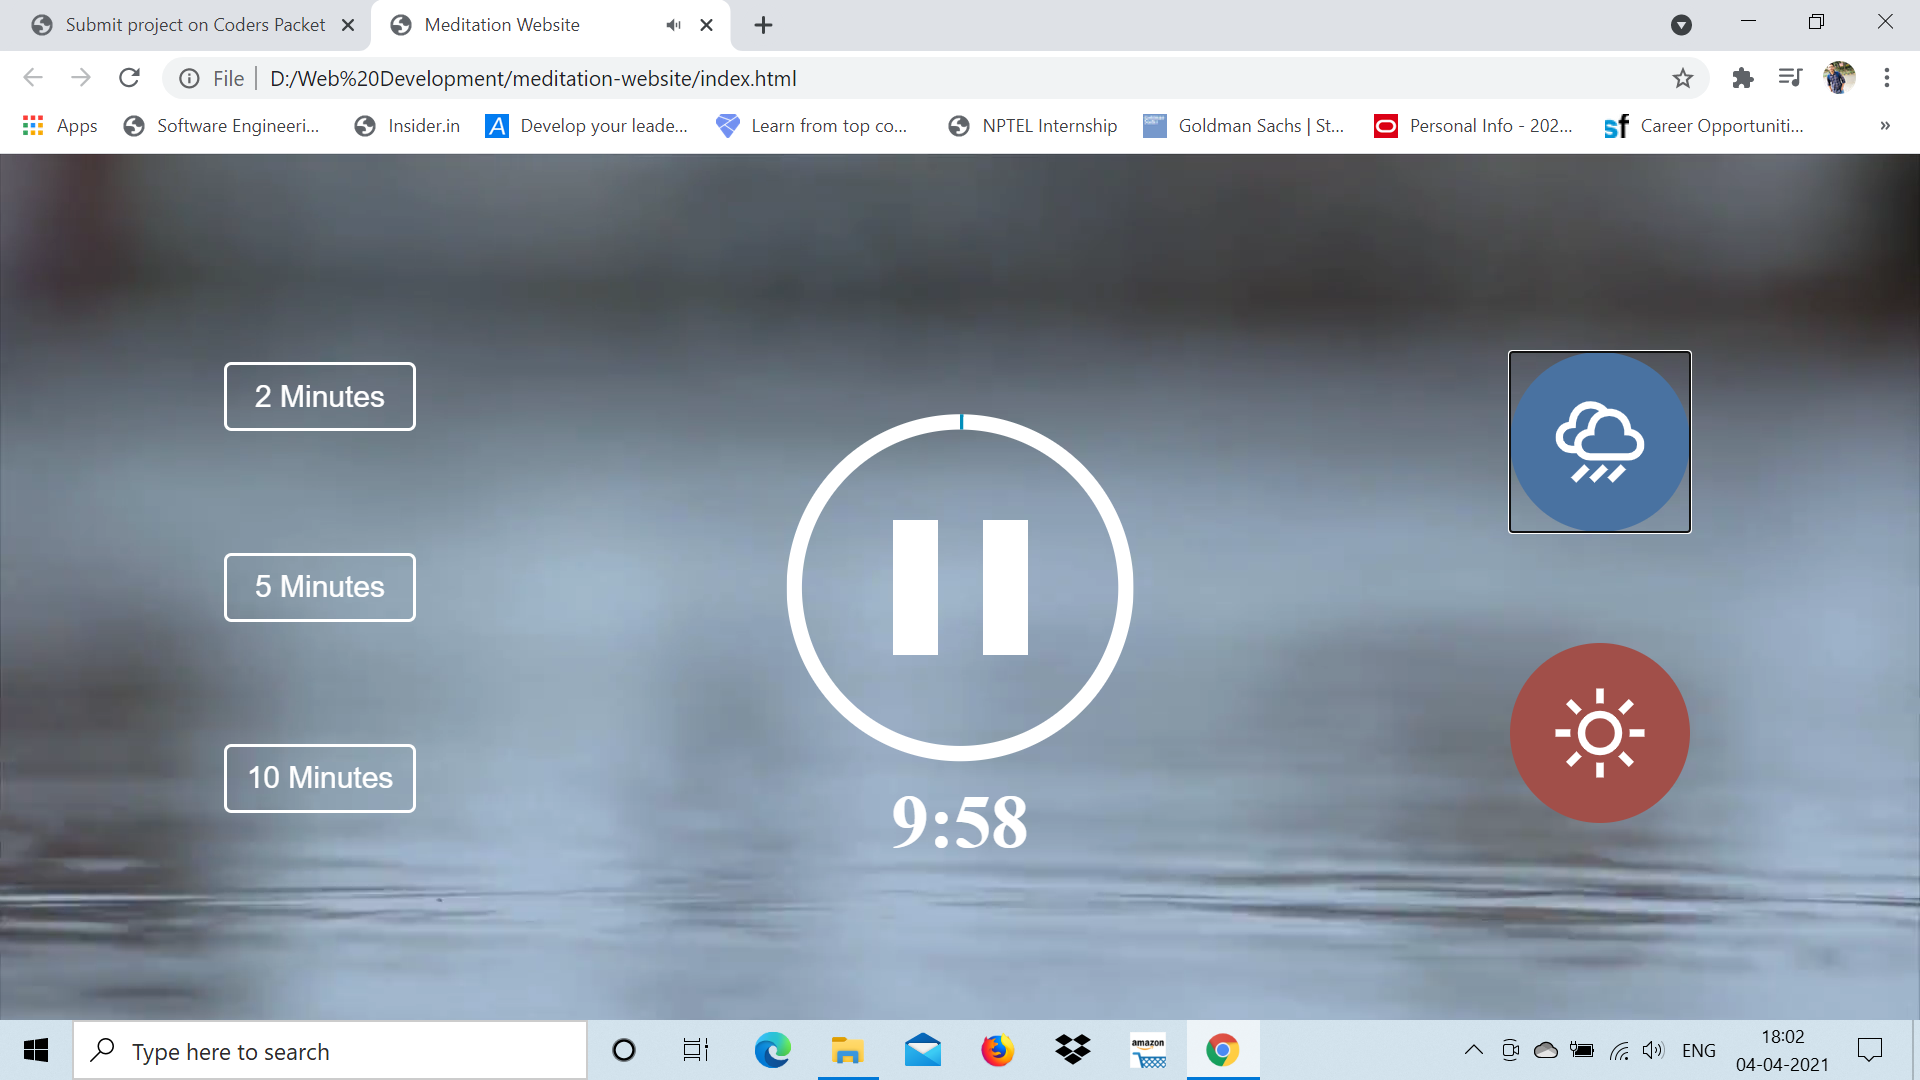 Submit project on Coders Packet
Meditation Website
File
D:/Web%20Development/meditation-website/index.html
Apps
Software Engineeri...
Insider.in
A
Develop your leade...
Learn from top co...
NPTEL Internship
Goldman Sachs | St...
Personal Info - 202...
sf
Career Opportuniti...
»
2 Minutes
5 Minutes
10 Minutes
9:58
Type here to search
amazon
ENG
18:02
04-04-2021